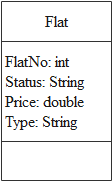 Flat
FlatNo: int
Status: String
Price: double
Type: String